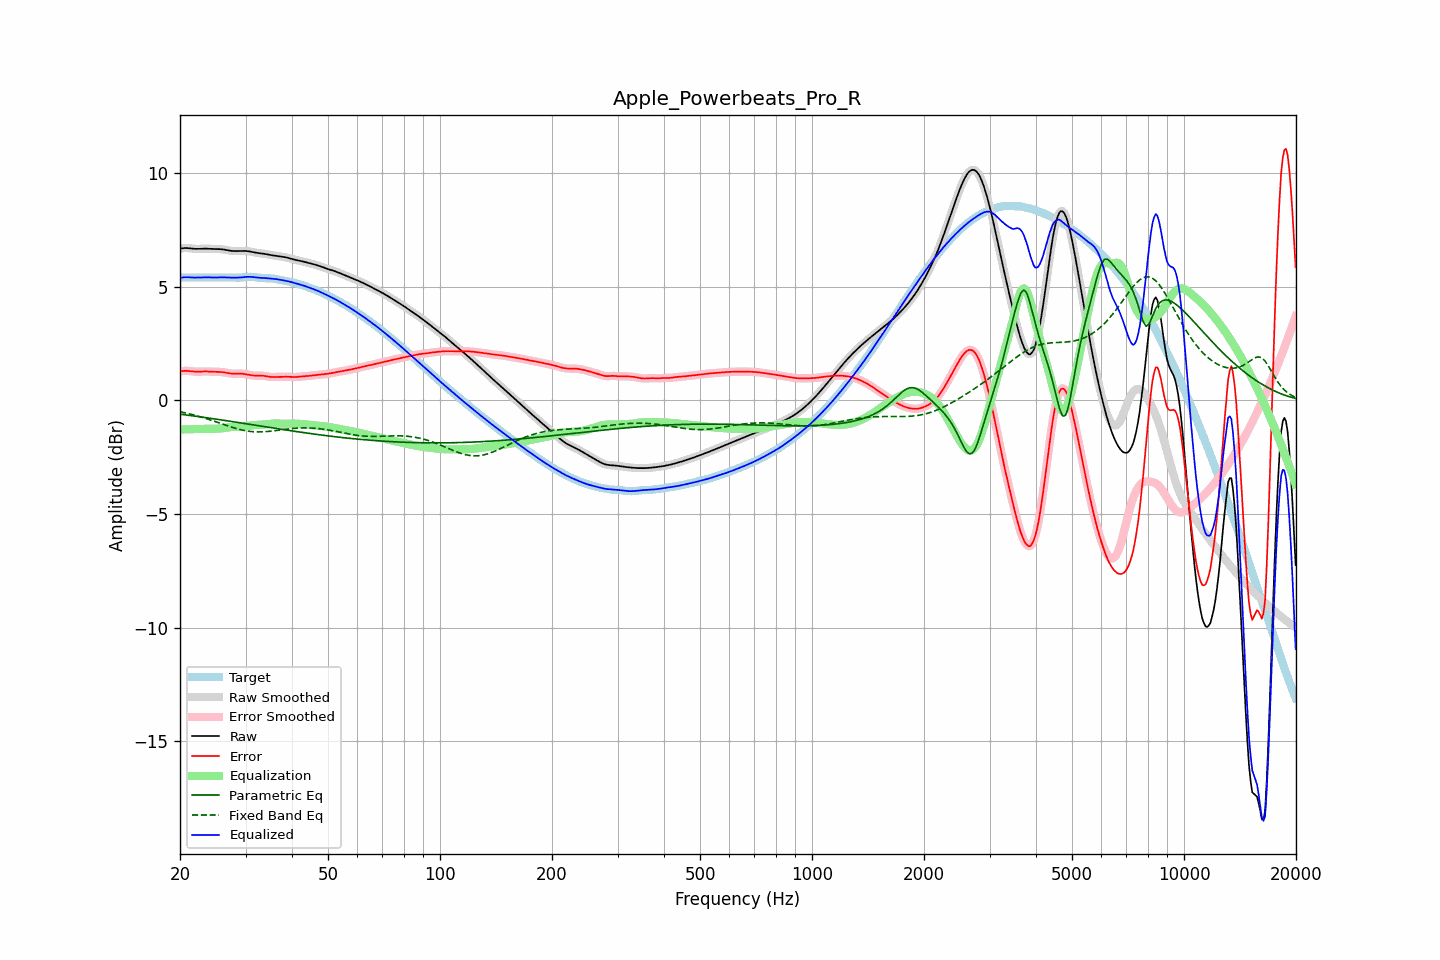 Apple_Powerbeats_Pro_R
Amplitude (dBr)
10
5
0
−5
−10
−15
Target
Raw Smoothed
Error Smoothed
Raw
Error
Equalization
Parametric Eq
Fixed Band Eq
Equalized
20 50 100 200 500 1000 2000 5000 10000 20000
Frequency (Hz)